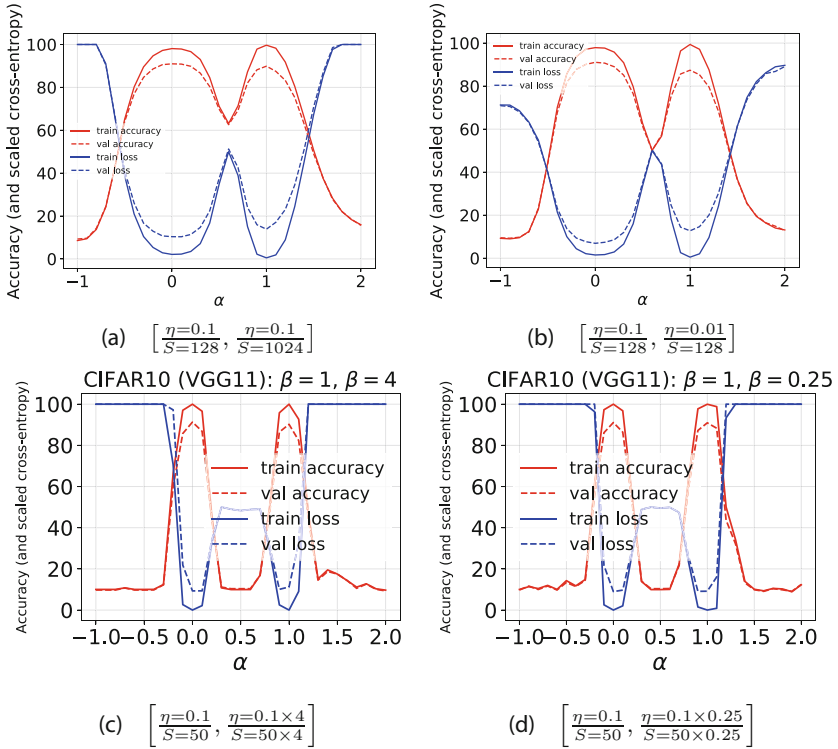 Accuracy (and scaled cross-entropy)
100
80
60
40
20
0
train accuracy
val accuracy
train loss
val loss
−1 0 1 2
α
(a) [η=0.1/S=128, η=0.1/S=1024]
Accuracy (and scaled cross-entropy)
100
80
60
40
20
0
train accuracy
val accuracy
train loss
val loss
−1 0 1 2
α
(b) [η=0.1/S=128, η=0.01/S=128]
CIFAR10 (VGG11): β = 1, β = 4
Accuracy (and scaled cross-entropy)
100
80
60
40
20
0
train accuracy
val accuracy
train loss
val loss
−1.0 −0.5 0.0 0.5 1.0 1.5 2.0
α
(c) [η=0.1/S=50, η=0.1×4/S=50×4]
CIFAR10 (VGG11): β = 1, β = 0.25
Accuracy (and scaled cross-entropy)
100
80
60
40
20
0
train accuracy
val accuracy
train loss
val loss
−1.0 −0.5 0.0 0.5 1.0 1.5 2.0
α
(d) [η=0.1/S=50, η=0.1×0.25/S=50×0.25]